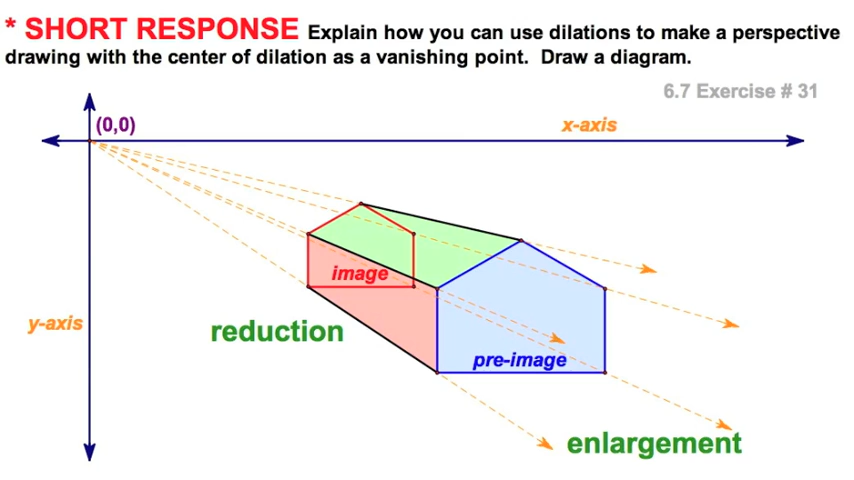 * SHORT RESPONSE Explain how you can use dilations to make a perspective
drawing with the center of dilation as a vanishing point. Draw a diagram.
6.7 Exercise # 31
(0,0)
x-axis
image
y-axis
reduction
pre-image
enlargement